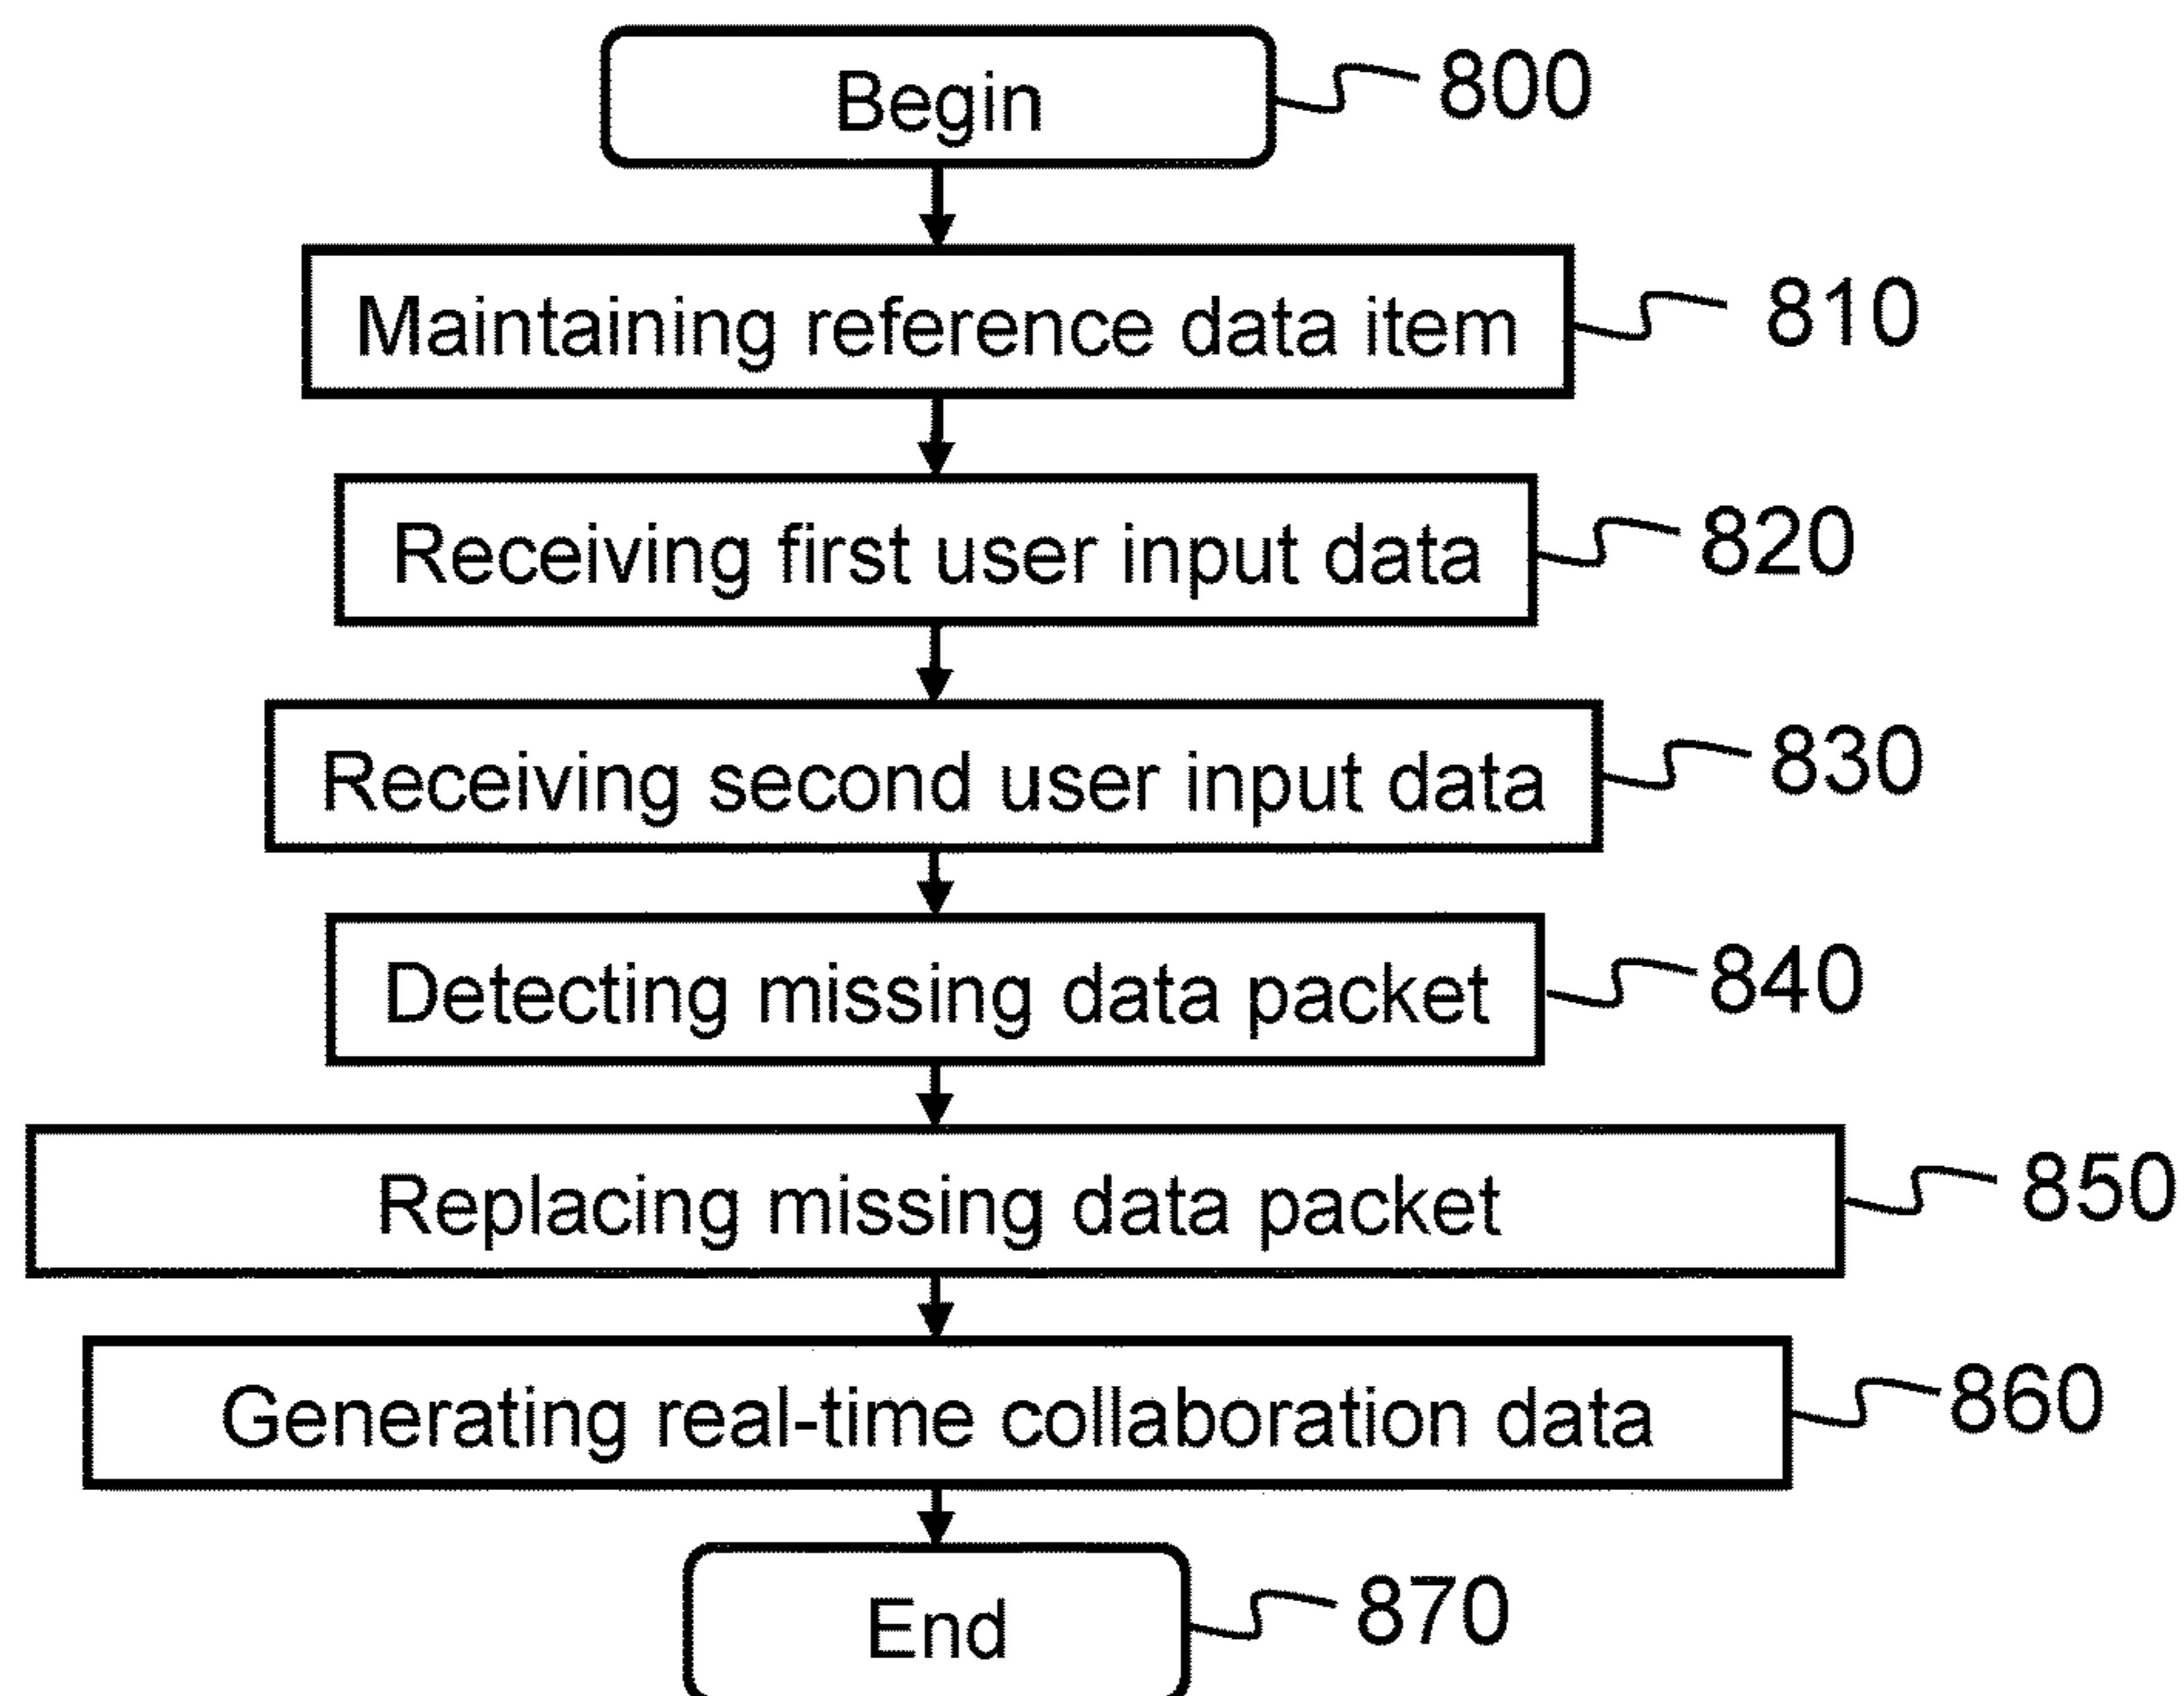 Begin 800
Maintaining reference data item 810
Receiving first user input data 820
Receiving second user input data 830
Detecting missing data packet 840
Replacing missing data packet 850
Generating real-time collaboration data 860
End 870